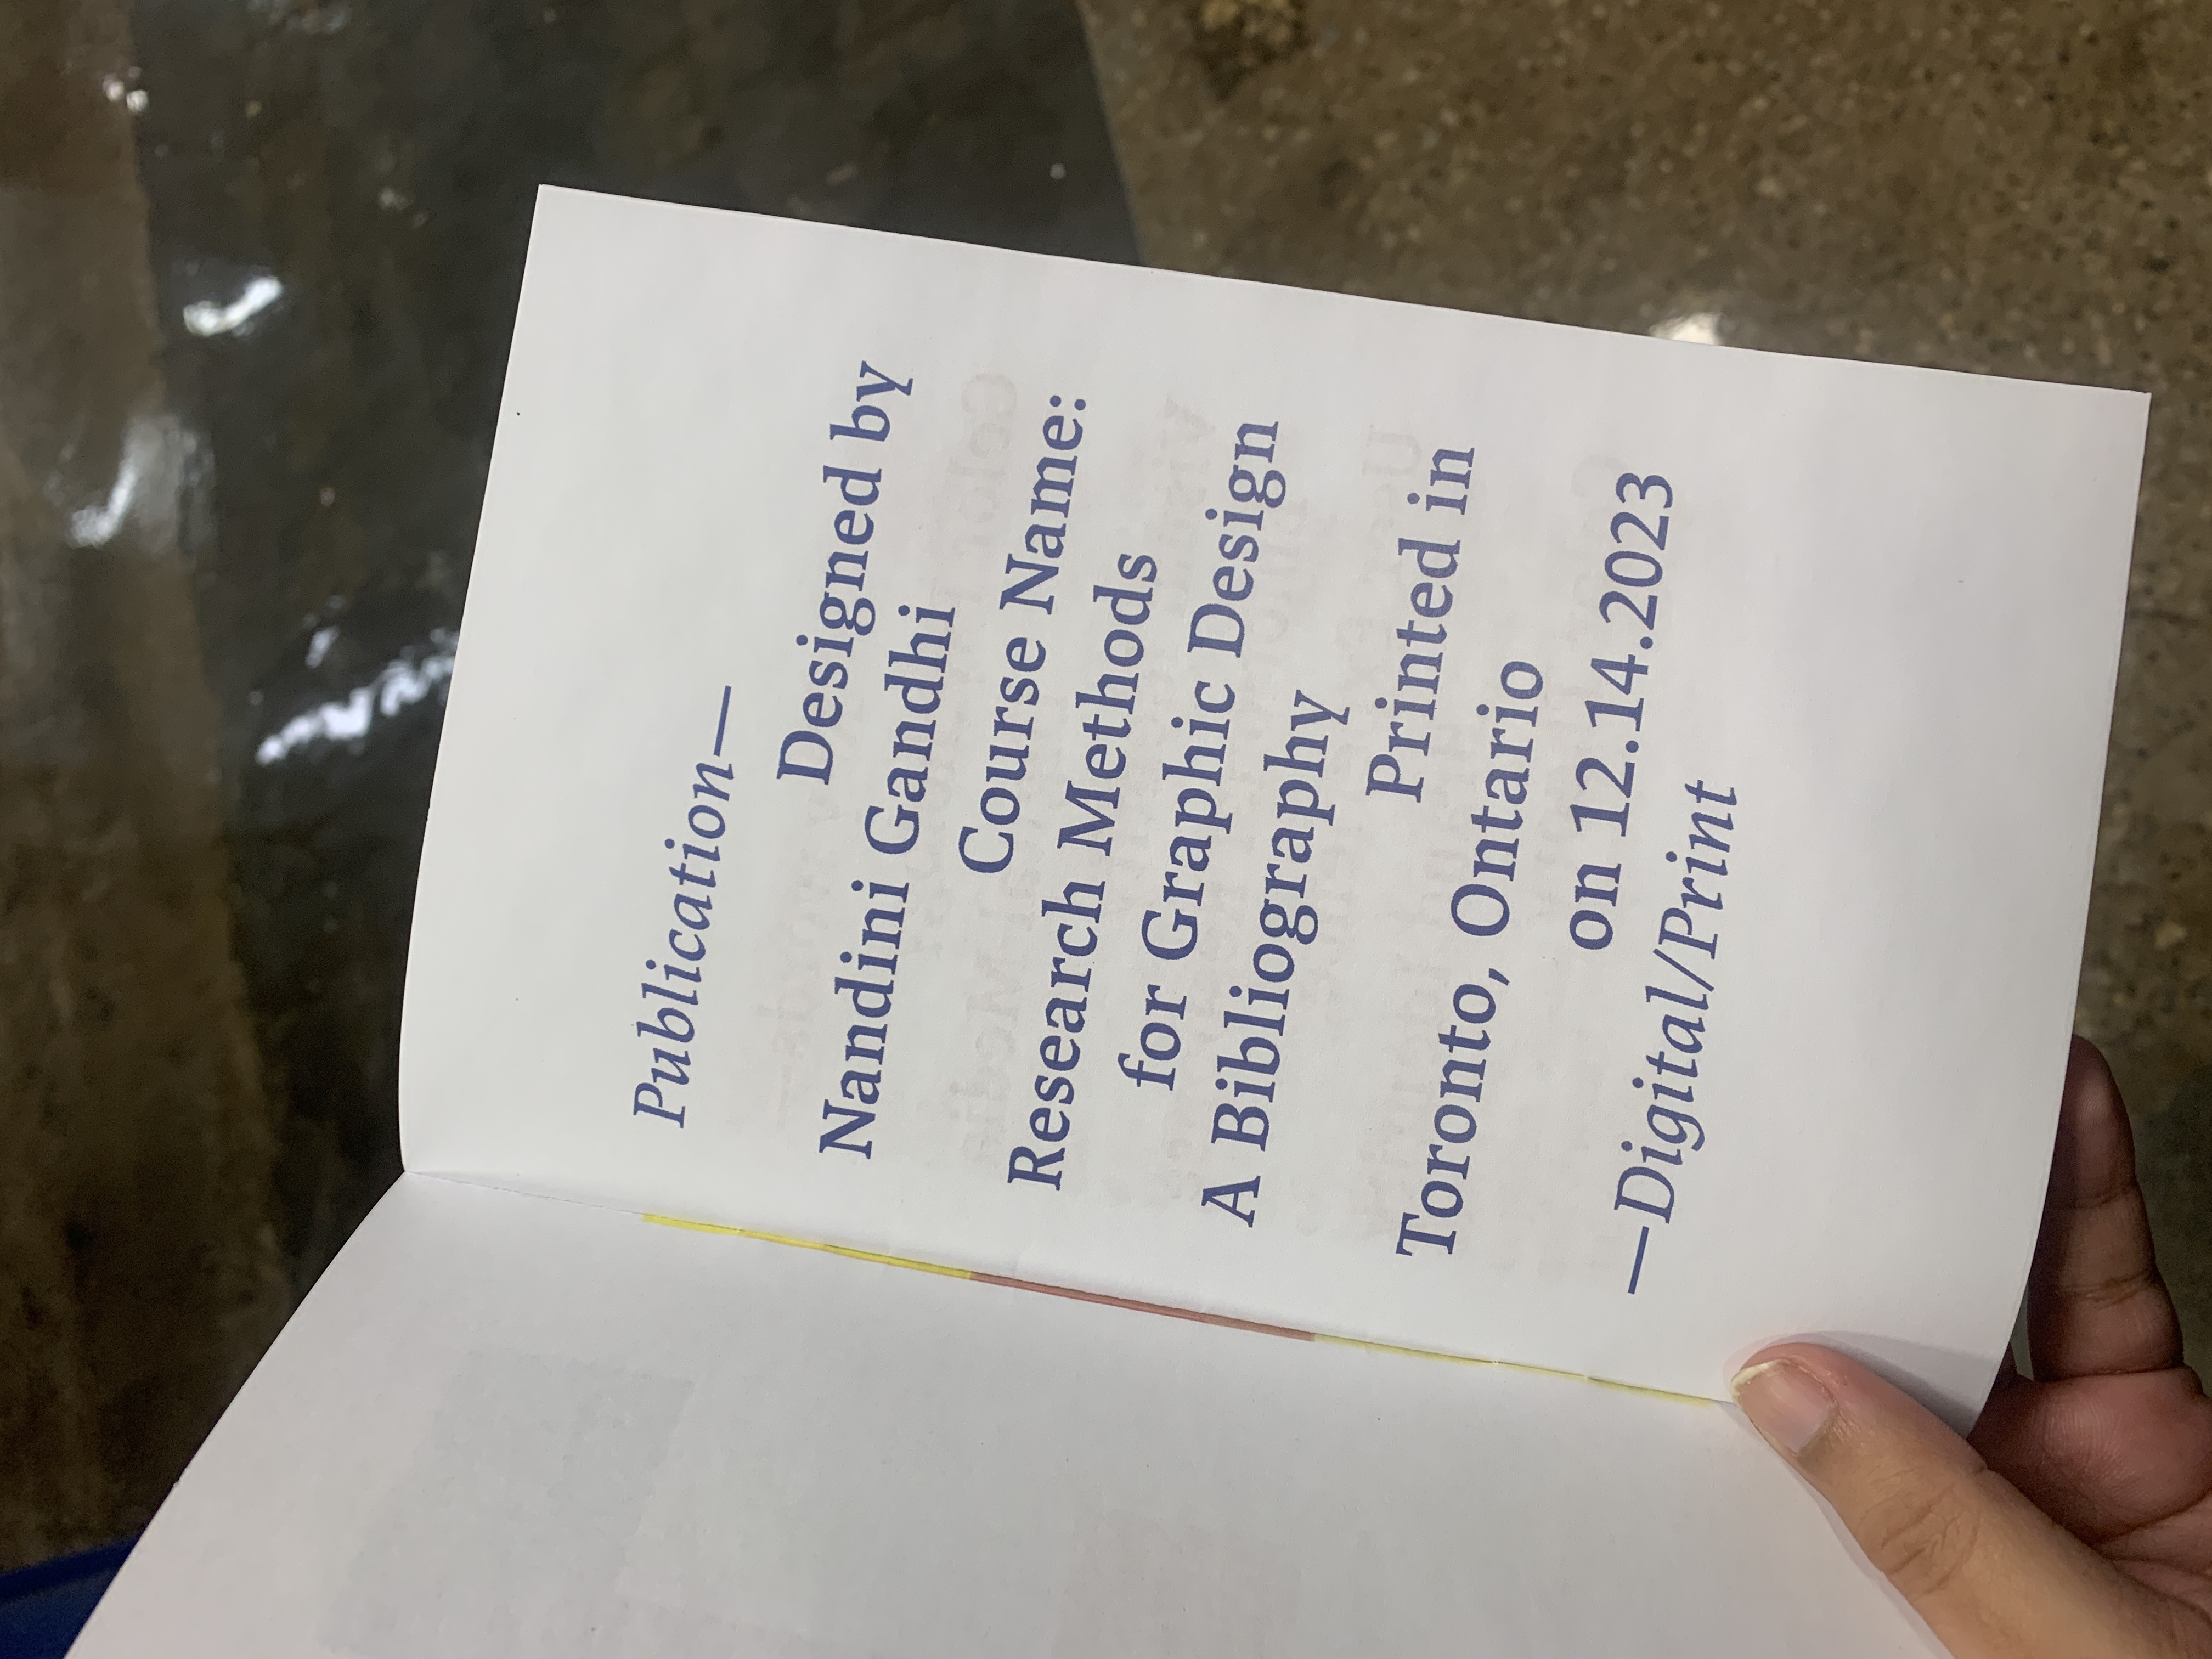 Publication—
Designed by
Nandini Gandhi
Course Name:
Research Methods
for Graphic Design
A Bibliography
Printed in
Toronto, Ontario
on 12.14.2023
—Digital/Print